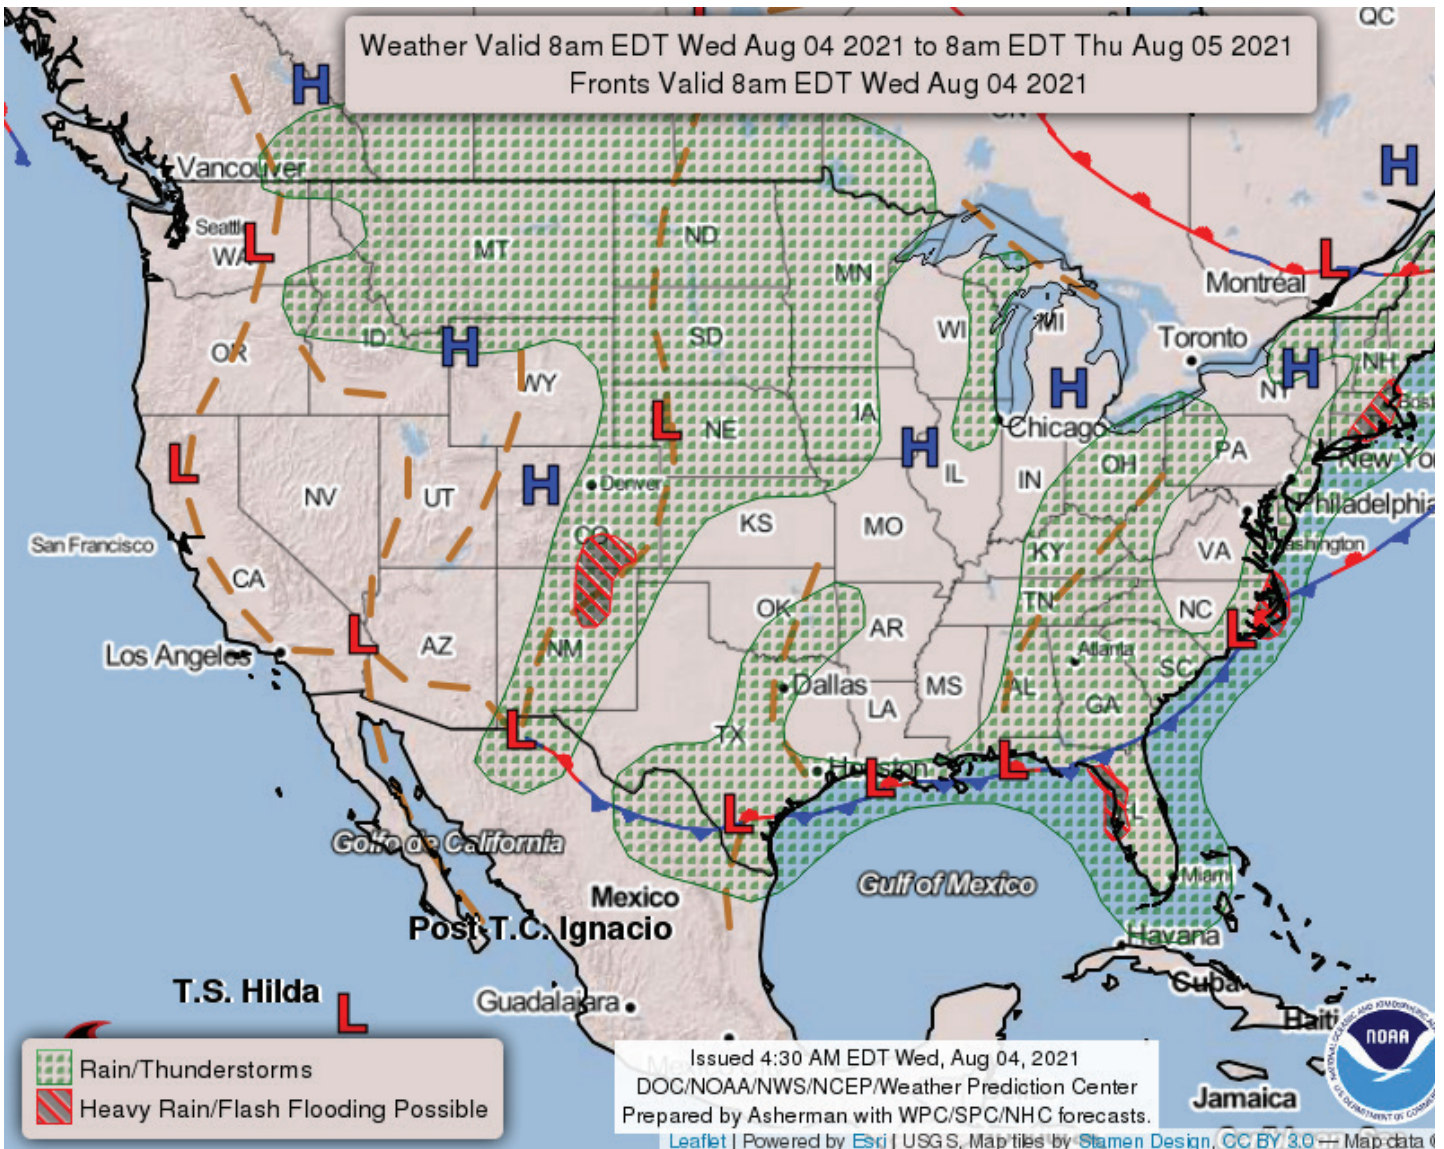 Weather Valid 8am EDT Wed Aug 04 2021 to 8am EDT Thu Aug 05 2021
Fronts Valid 8am EDT Wed Aug 04 2021
QC
ON
H
H
Vancouver
Seattle
WA
L
MT
ND
MN
L
Montréal
OR
ID
H
SD
WI
MI
Toronto
NH
H
NY
WY
L
NE
IA
H
Chicago
H
L
NV
UT
H
Denver
IL
IN
OH
PA
New Yo
Philadelphia
San Francisco
CO
KS
MO
KY
VA
Washington
CA
OK
AR
TN
NC
Los Angeles
L
AZ
NM
Atlanta
SC
L
Dallas
LA
MS
AL
GA
L
TX
Houston
L
L
L
Golfo de California
Gulf of Mexico
Miami
Mexico
Post-T.C. Ignacio
Havana
Cuba
T.S. Hilda
L
Guadalajara
Haiti
Mexico City
Jamaica
Rain/Thunderstorms
Heavy Rain/Flash Flooding Possible
Issued 4:30 AM EDT Wed, Aug 04, 2021
DOC/NOAA/NWS/NCEP/Weather Prediction Center
Prepared by Asherman with WPC/SPC/NHC forecasts.
Leaflet | Powered by Esri | USGS, Map tiles by Stamen Design, CC BY 3.0 — Map data ©
NOAA